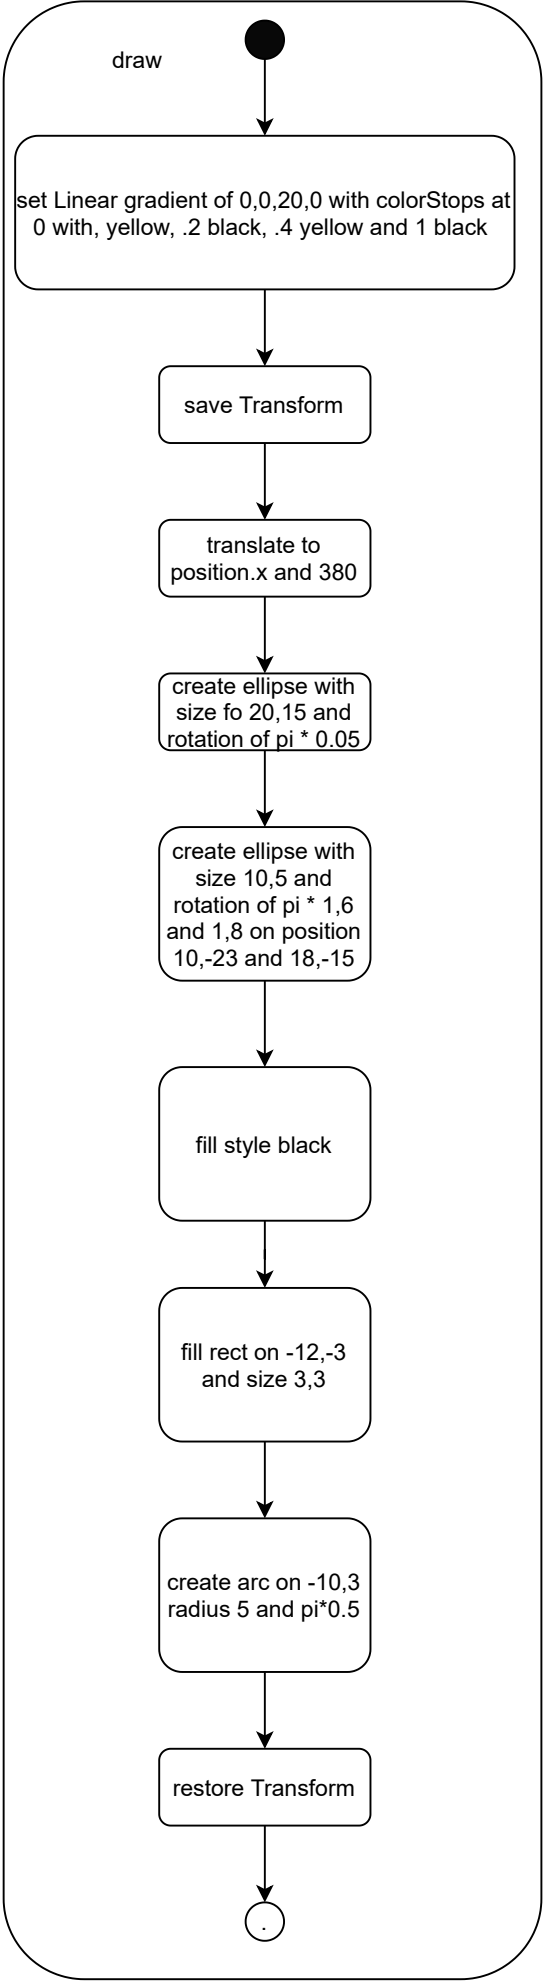 draw
set Linear gradient of 0,0,20,0 with colorStops at
0 with, yellow, .2 black, .4 yellow and 1 black
save Transform
translate to
position.x and 380
create ellipse with
size fo 20,15 and
rotation of pi * 0.05
create ellipse with
size 10,5 and
rotation of pi * 1,6
and 1,8 on position
10,-23 and 18,-15
fill style black
fill rect on -12,-3
and size 3,3
create arc on -10,3
radius 5 and pi*0.5
restore Transform
.